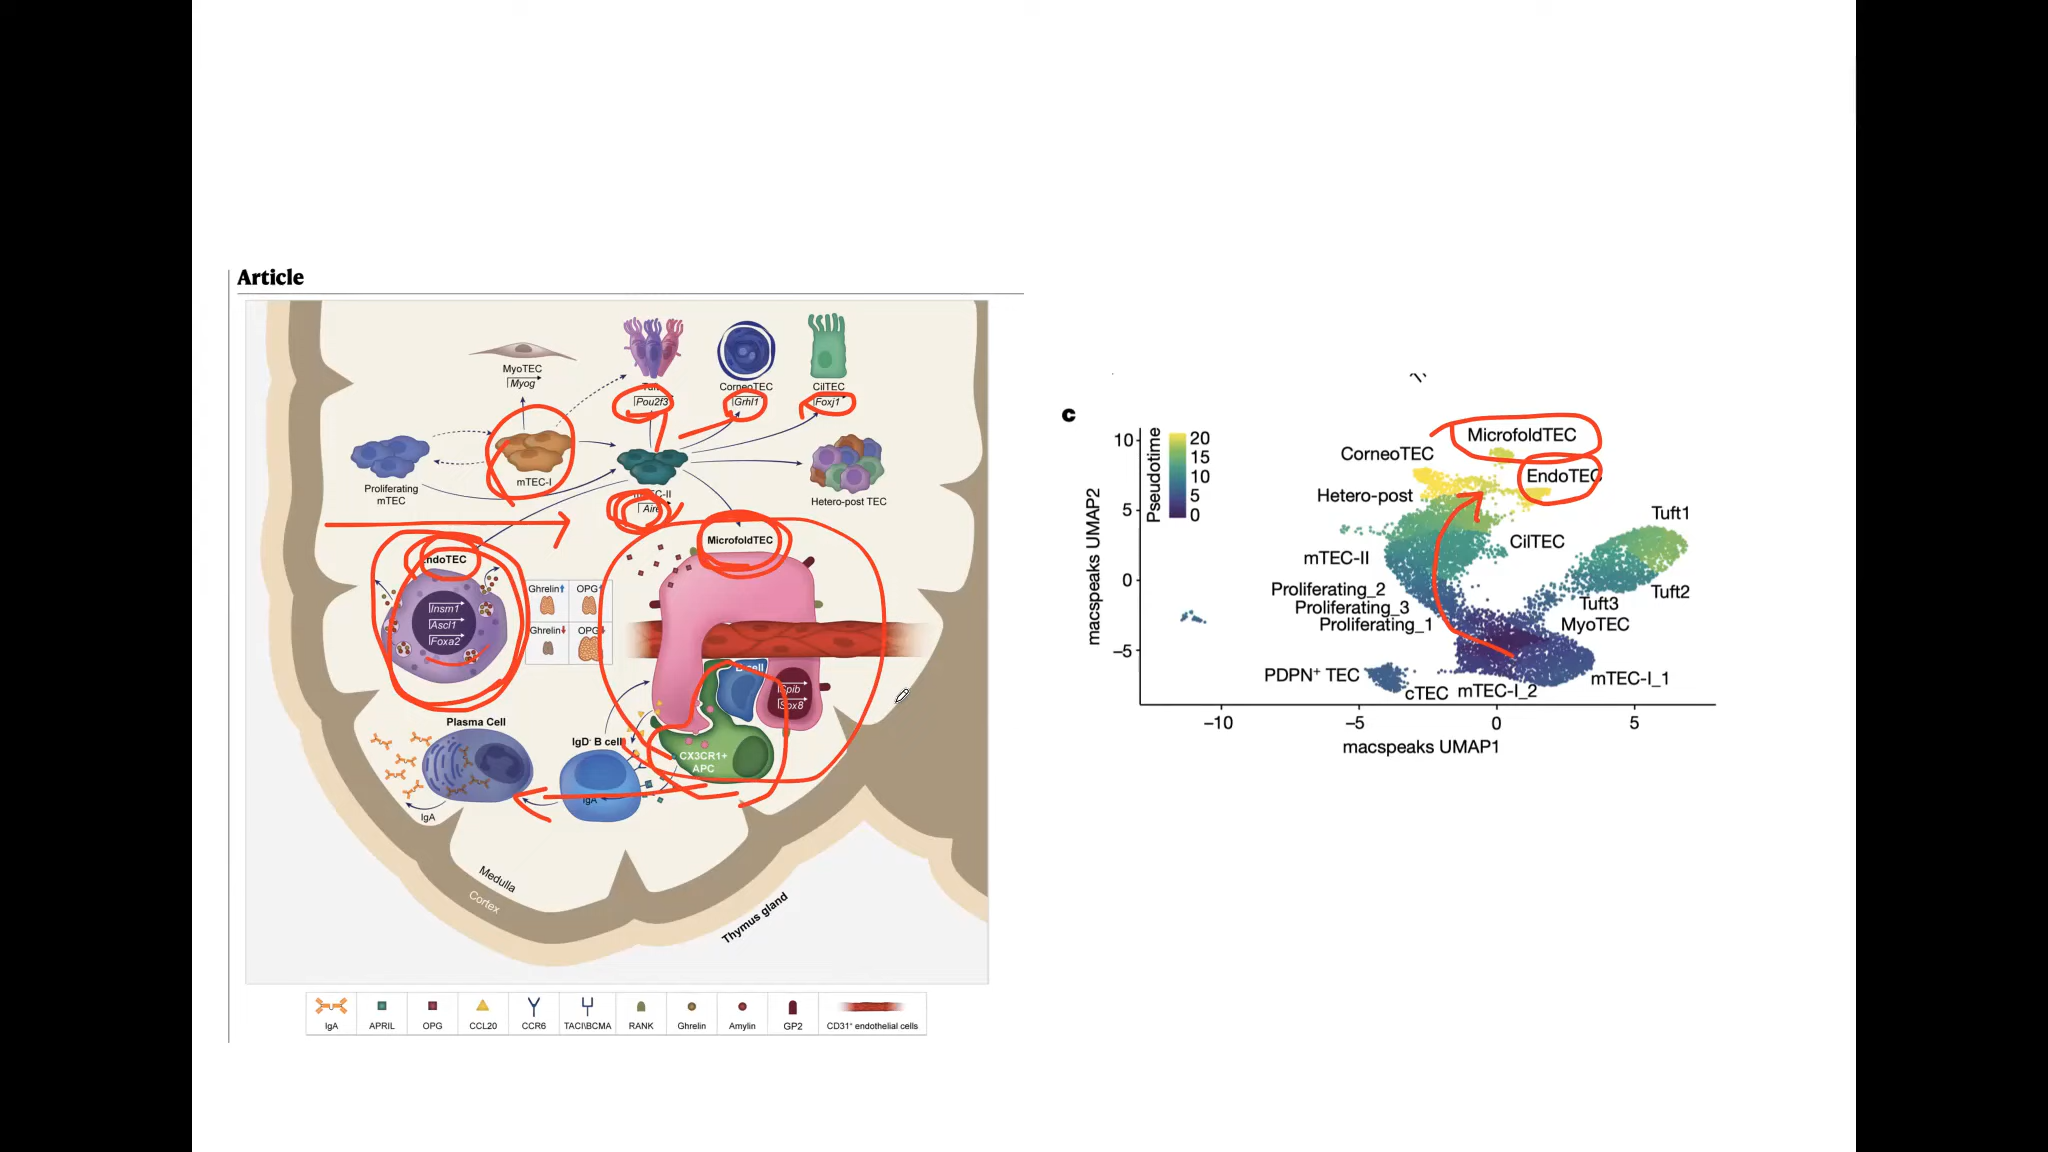 Article
MyoTEC
Myog
Pou2f3
CorneoTEC
Grhl1
CilTEC
Foxj1
Proliferating
mTEC
mTEC-I
Aire
Hetero-post TEC
MicrofoldTEC
EndoTEC
Insm1
Ascl1
Foxa2
Ghrelin OPG
Ghrelin OPG
B cell
Spib
Sox8
CX3CR1+
APC
IgD- B cell
IgA
Plasma Cell
IgA
Medulla
Cortex
Thymus gland
IgA APRIL OPG CCL20 CCR6 TACI\BCMA RANK Ghrelin Amylin GP2 CD31+ endothelial cells
c
Pseudotime
20
15
10
5
0
MicrofoldTEC
CorneoTEC
EndoTEC
Hetero-post
Tuft1
CilTEC
mTEC-II
Proliferating_2
Proliferating_3
Proliferating_1
Tuft2
Tuft3
MyoTEC
PDPN+ TEC
cTEC
mTEC-I_2
mTEC-I_1
10
5
0
−5
macspeaks UMAP2
−10 −5 0 5
macspeaks UMAP1